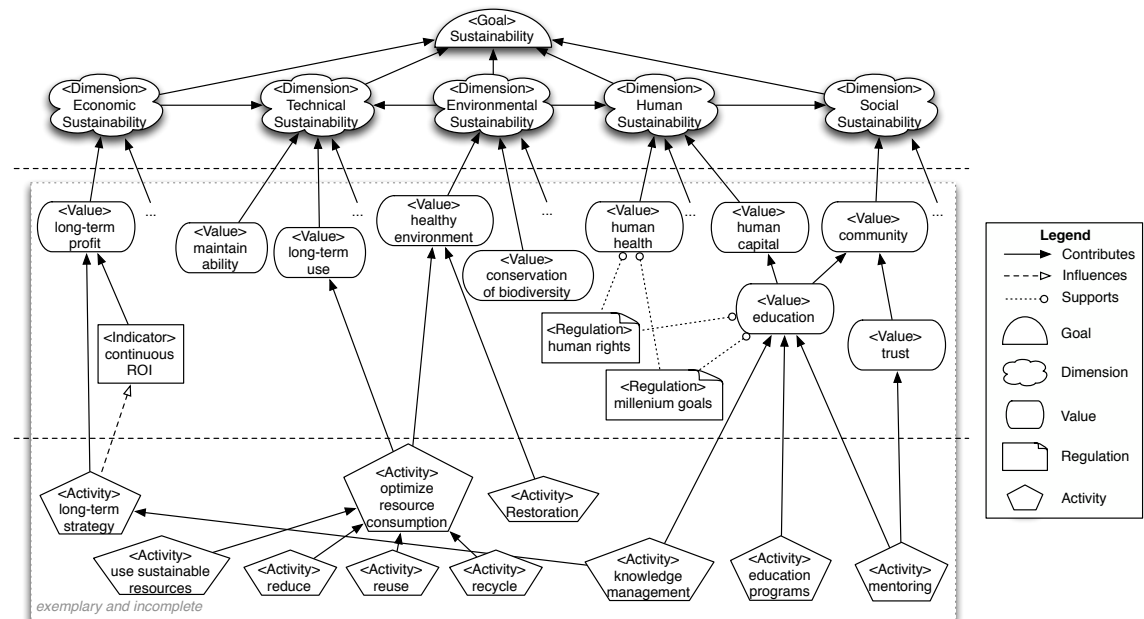 <Goal>
Sustainability
<Dimension>
Economic
Sustainability
<Dimension>
Technical
Sustainability
<Dimension>
Environmental
Sustainability
<Dimension>
Human
Sustainability
<Dimension>
Social
Sustainability
...
...
...
...
...
<Value>
long-term
profit
<Value>
maintain
ability
<Value>
long-term
use
<Value>
healthy
environment
<Value>
conservation
of biodiversity
<Value>
human
health
<Value>
human
capital
<Value>
community
<Indicator>
continuous
ROI
<Regulation>
human rights
<Regulation>
millenium goals
<Value>
education
<Value>
trust
<Activity>
long-term
strategy
<Activity>
optimize
resource
consumption
<Activity>
Restoration
<Activity>
use sustainable
resources
<Activity>
reduce
<Activity>
reuse
<Activity>
recycle
<Activity>
knowledge
management
<Activity>
education
programs
<Activity>
mentoring
exemplary and incomplete
Legend
Contributes
Influences
Supports
Goal
Dimension
Value
Regulation
Activity